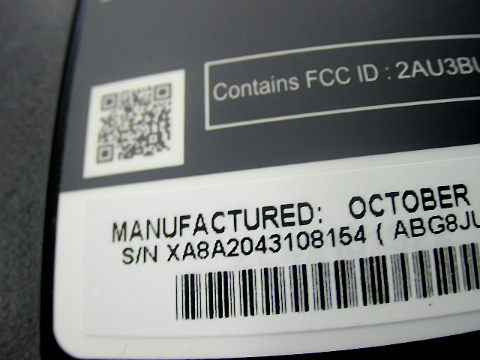 Contains FCC ID : 2AU3BU
MANUFACTURED: OCTOBER
S/N XA8A2043108154 ( ABG8JU